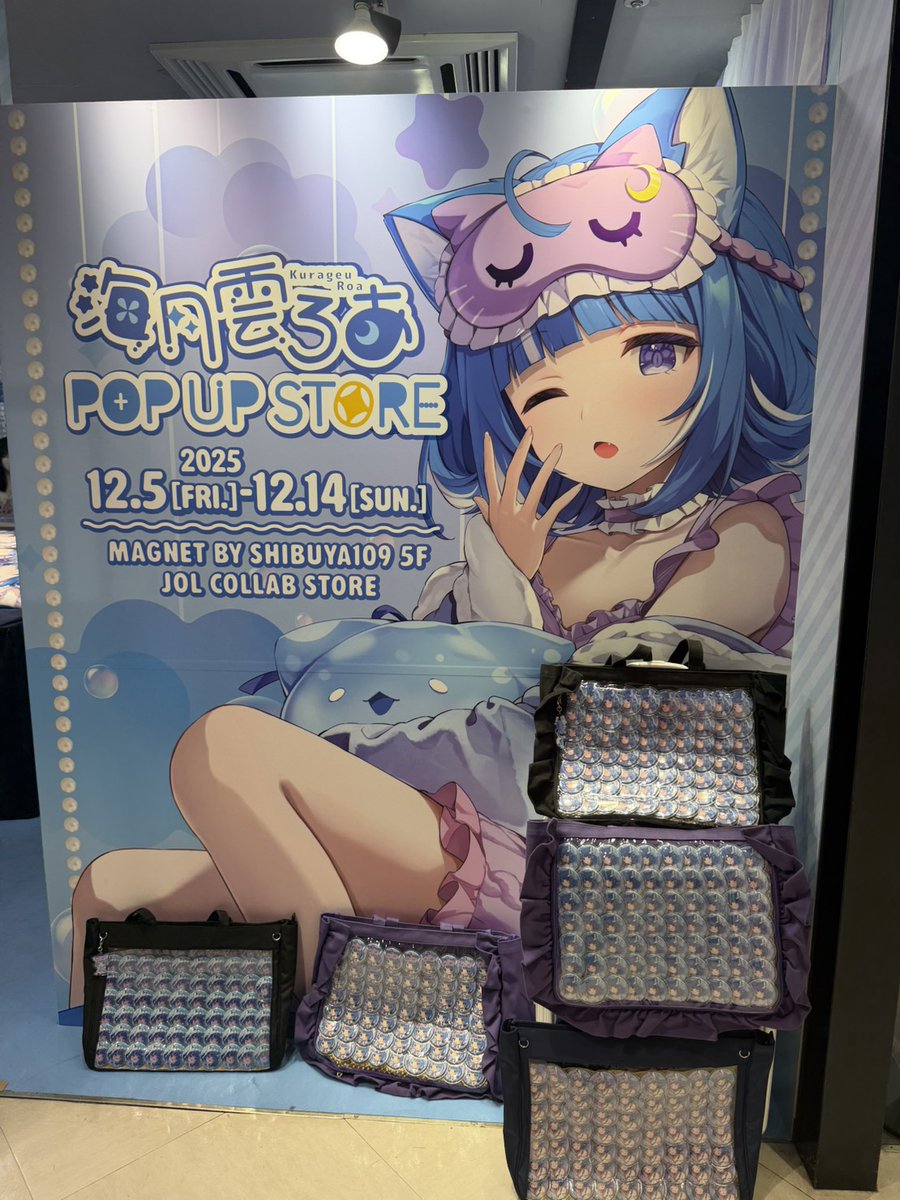 海月雲ろあ
Kurageu
Roa
POP UP STORE
2025
12.5[FRI.]-12.14[SUN.]
MAGNET BY SHIBUYA109 5F
JOL COLLAB STORE